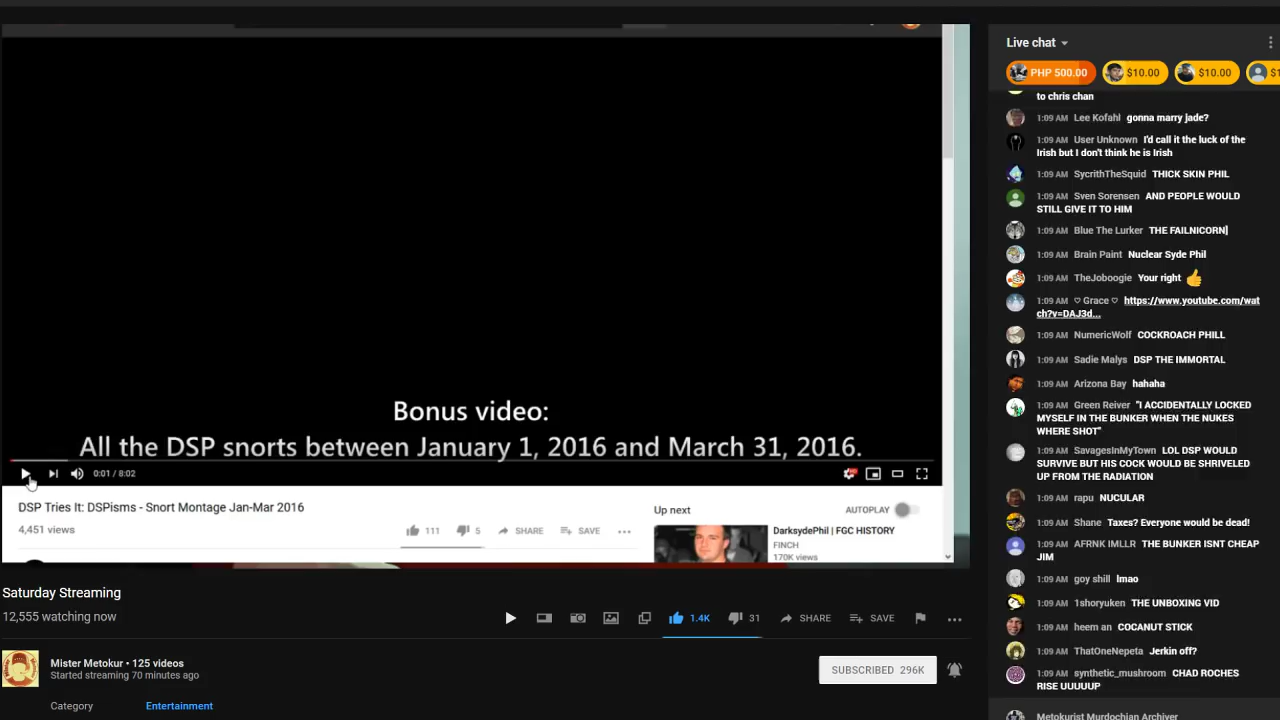 Bonus video:
All the DSP snorts between January 1, 2016 and March 31, 2016.
0:01 / 8:02
DSP Tries It: DSPisms - Snort Montage Jan-Mar 2016
4,451 views
111
5
SHARE
SAVE
Up next
AUTOPLAY
DarksydePhil | FGC HISTORY
FINCH
170K views
Saturday Streaming
12,555 watching now
1.4K
31
SHARE
SAVE
Mister Metokur • 125 videos
Started streaming 70 minutes ago
SUBSCRIBED 296K
Category
Entertainment
Live chat
PHP 500.00
$10.00
$10.00
to chris chan
1:09 AM Lee Kofahl gonna marry jade?
1:09 AM User Unknown I'd call it the luck of the
Irish but I don't think he is Irish
1:09 AM SycrithTheSquid THICK SKIN PHIL
1:09 AM Sven Sorensen AND PEOPLE WOULD
STILL GIVE IT TO HIM
1:09 AM Blue The Lurker THE FAILNICORN]
1:09 AM Brain Paint Nuclear Syde Phil
1:09 AM TheJoboogie Your right 👍
1:09 AM ♡ Grace ♡ https://www.youtube.com/wat
ch?v=DAJ3d...
1:09 AM NumericWolf COCKROACH PHILL
1:09 AM Sadie Malys DSP THE IMMORTAL
1:09 AM Arizona Bay hahaha
1:09 AM Green Reiver "I ACCIDENTALLY LOCKED
MYSELF IN THE BUNKER WHEN THE NUKES
WHERE SHOT"
1:09 AM SavagesInMyTown LOL DSP WOULD
SURVIVE BUT HIS COCK WOULD BE SHRIVELED
UP FROM THE RADIATION
1:09 AM rapu NUCULAR
1:09 AM Shane Taxes? Everyone would be dead!
1:09 AM AFRNK IMLLR THE BUNKER ISNT CHEAP
JIM
1:09 AM goy shill lmao
1:09 AM 1shoryuken THE UNBOXING VID
1:09 AM heem an COCANUT STICK
1:09 AM ThatOneNepeta Jerkin off?
1:09 AM synthetic_mushroom CHAD ROCHES
RISE UUUUUP
Metokurist Murdochian Archiver